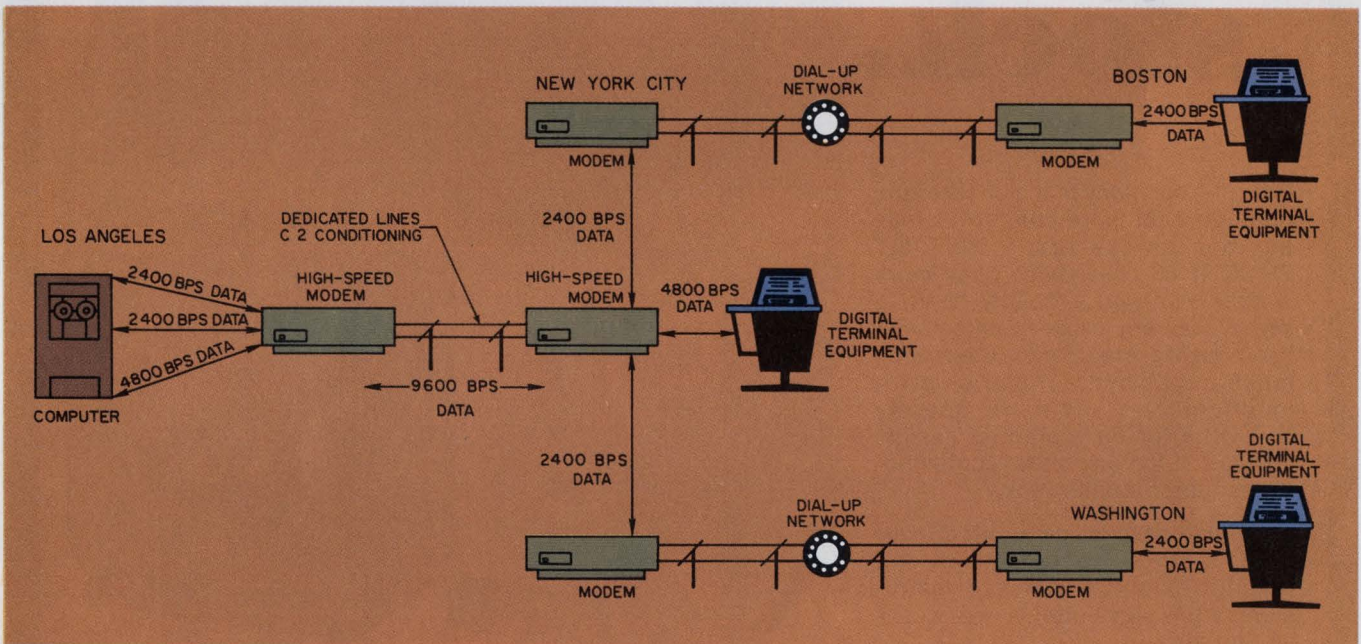 NEW YORK CITY
MODEM
DIAL-UP
NETWORK
MODEM
BOSTON
2400 BPS
DATA
DIGITAL
TERMINAL
EQUIPMENT
2400 BPS
DATA
LOS ANGELES
COMPUTER
2400 BPS DATA
2400 BPS DATA
4800 BPS DATA
HIGH-SPEED
MODEM
DEDICATED LINES
C 2 CONDITIONING
9600 BPS
DATA
HIGH-SPEED
MODEM
4800 BPS
DATA
DIGITAL
TERMINAL
EQUIPMENT
2400 BPS
DATA
MODEM
DIAL-UP
NETWORK
MODEM
WASHINGTON
2400 BPS
DATA
DIGITAL
TERMINAL
EQUIPMENT